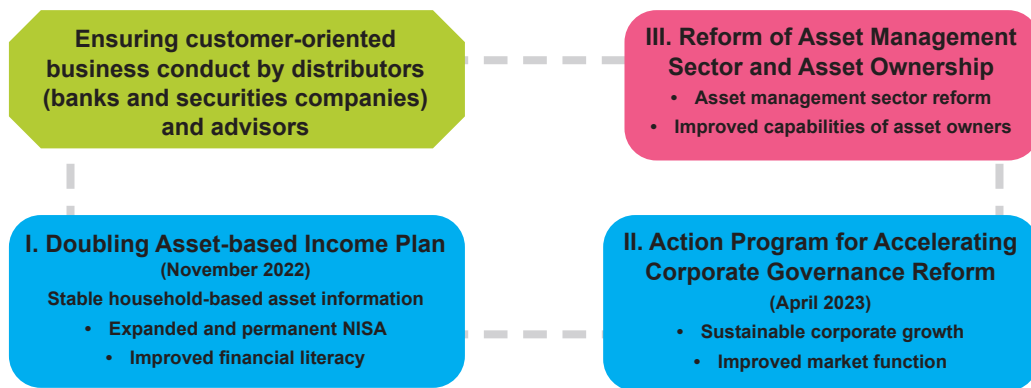 Ensuring customer-oriented
business conduct by distributors
(banks and securities companies)
and advisors
III. Reform of Asset Management
Sector and Asset Ownership
• Asset management sector reform
• Improved capabilities of asset owners
I. Doubling Asset-based Income Plan
(November 2022)
Stable household-based asset information
• Expanded and permanent NISA
• Improved financial literacy
II. Action Program for Accelerating
Corporate Governance Reform
(April 2023)
• Sustainable corporate growth
• Improved market function